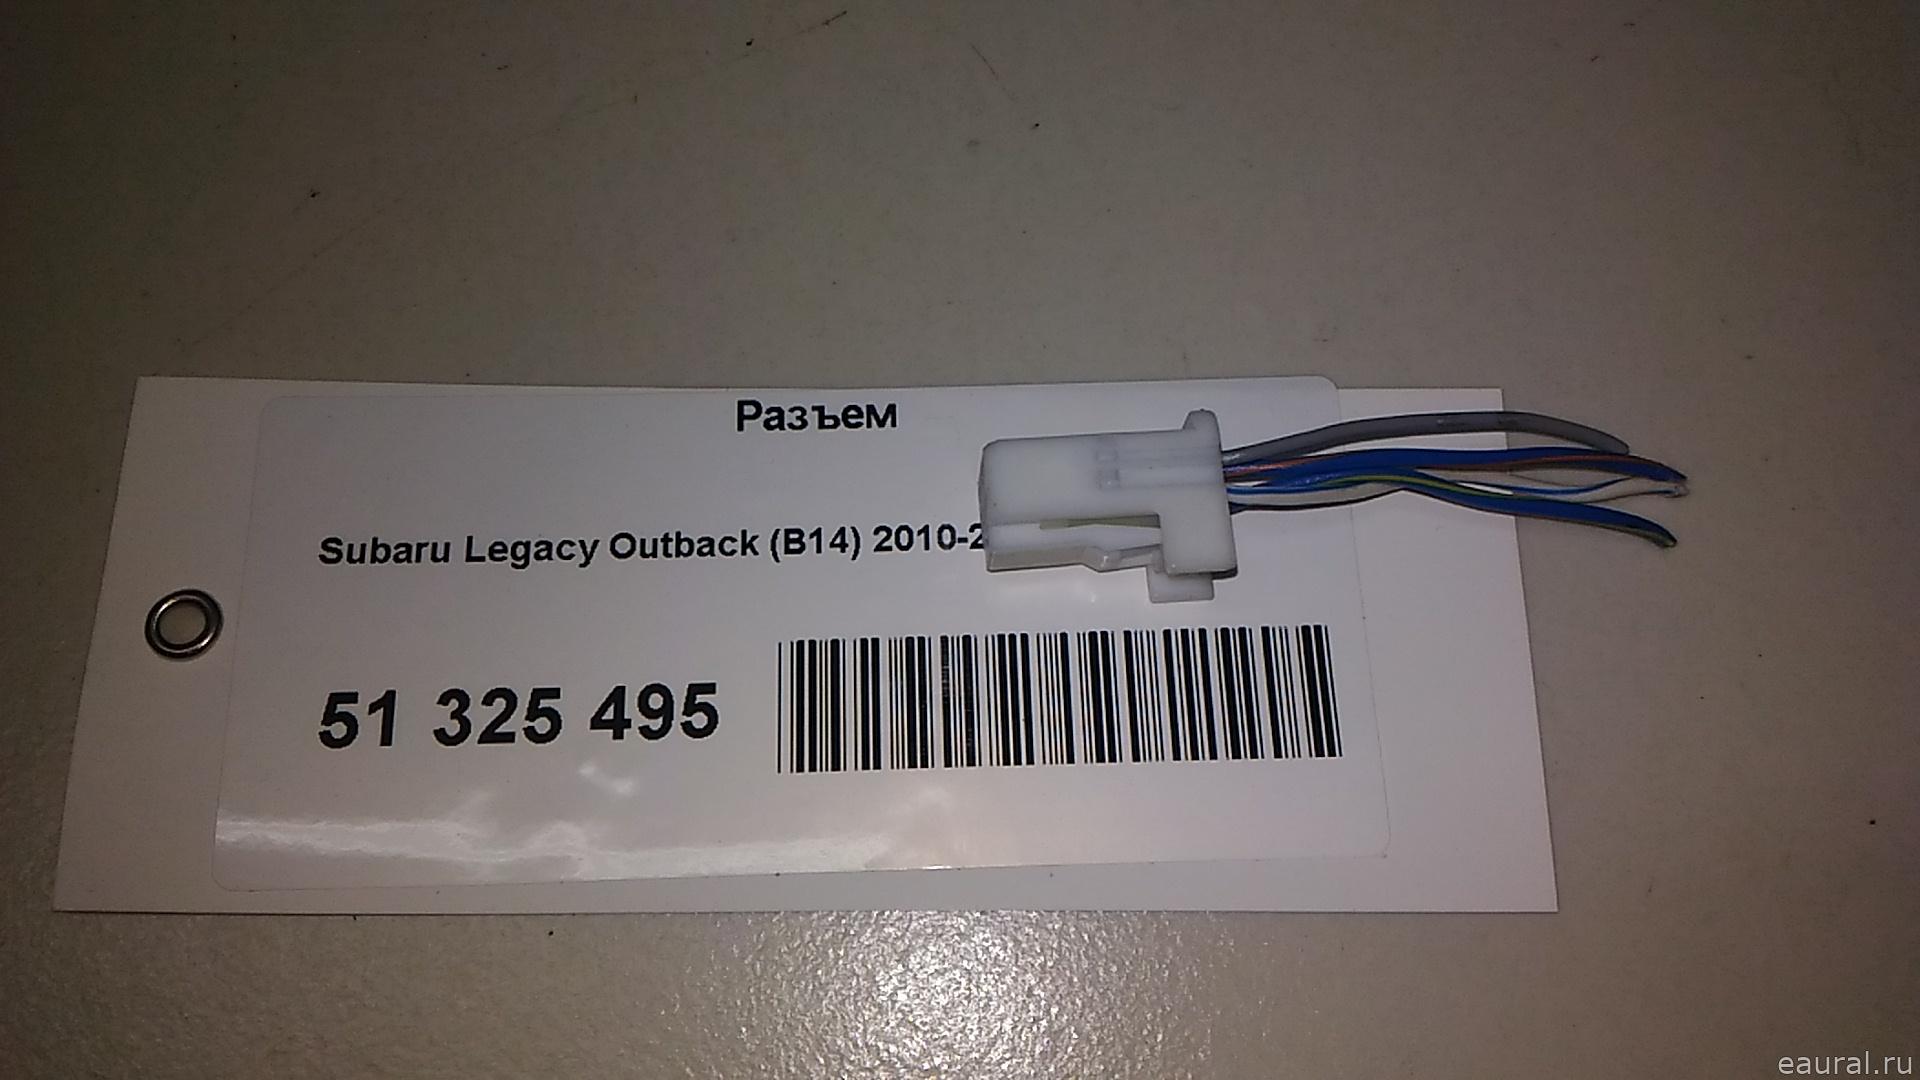 Разъем
Subaru Legacy Outback (B14) 2010-2
51 325 495
eaural.ru